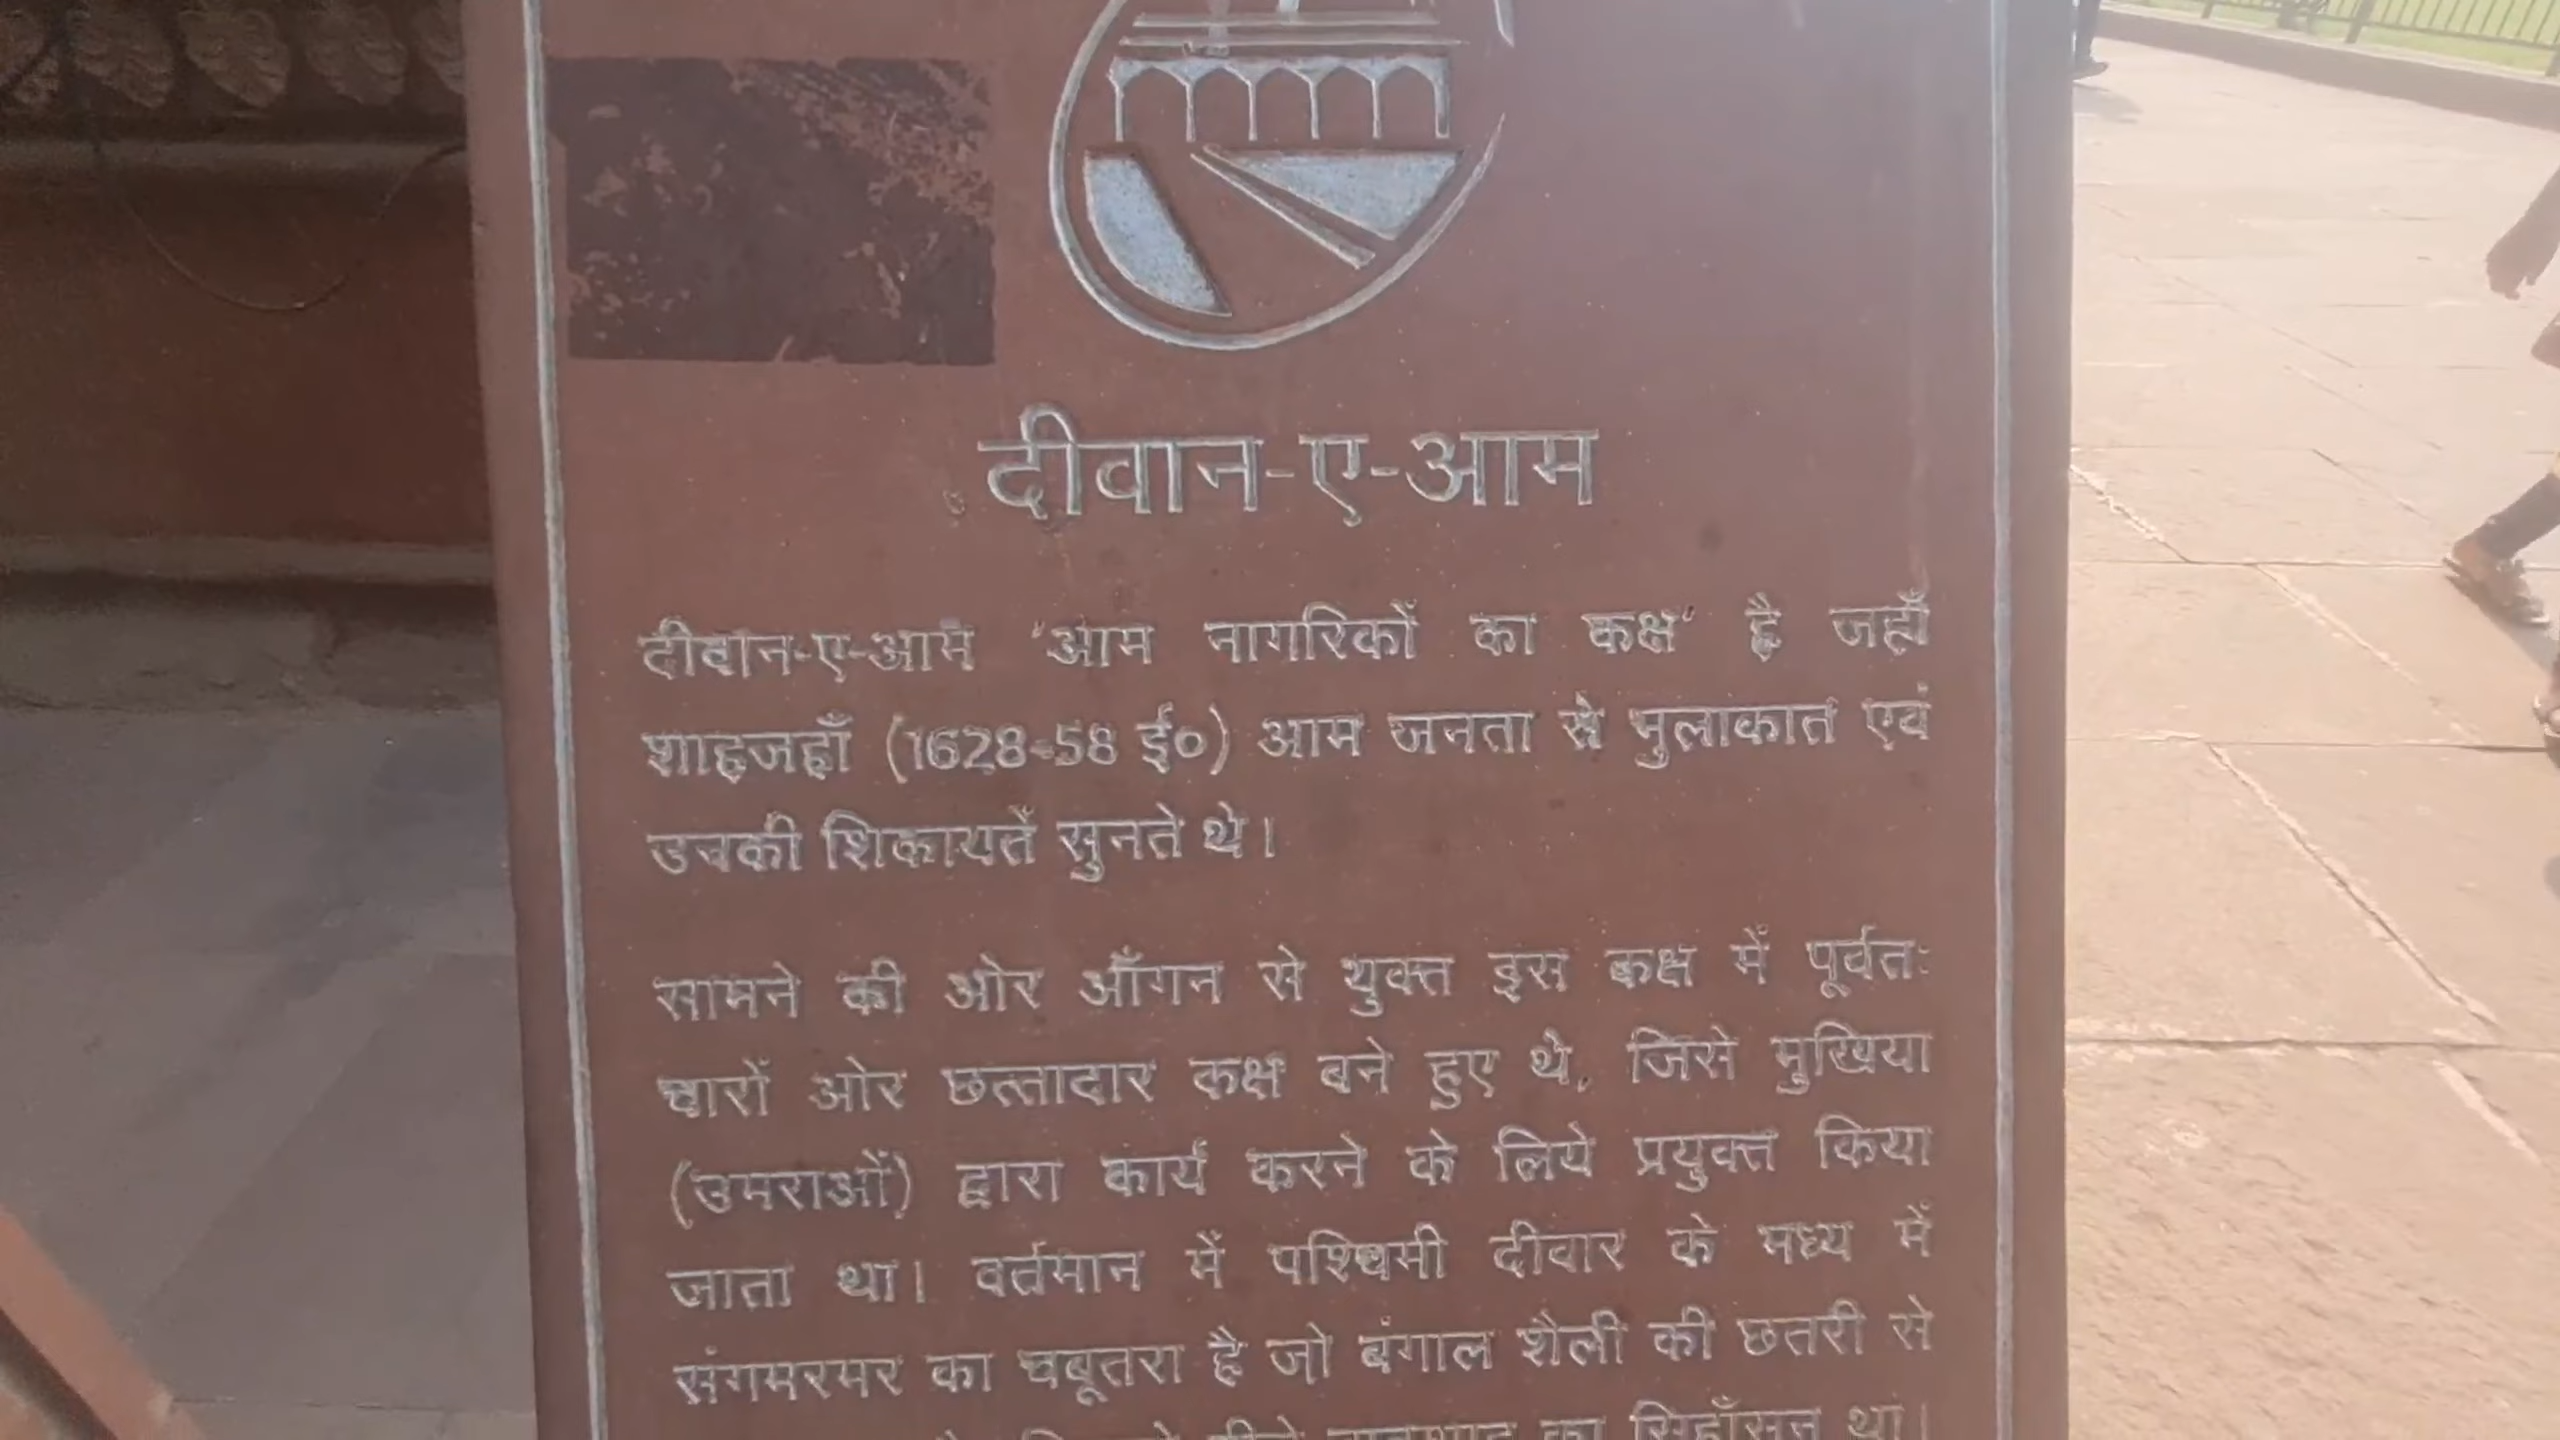 दीवान-ए-आम
दीवान-ए-आम 'आम नागरिकों का कक्ष' है जहाँ
शाहजहाँ (1628-58 ई०) आम जनता से मुलाकात एवं
उनकी शिकायतें सुनते थे।
सामने की ओर आँगन से युक्त इस कक्ष में पूर्वतः
चारों ओर छत्तादार कक्ष बने हुए थे, जिसे मुखिया
(उमराओं) द्वारा कार्य करने के लिये प्रयुक्त किया
जाता था। वर्तमान में पश्चिमी दीवार के मध्य में
संगमरमर का चबूतरा है जो बंगाल शैली की छतरी से
का सिहाँसन था।